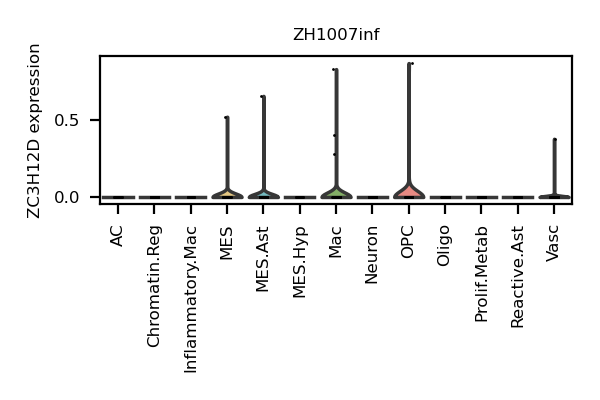 ZH1007inf
ZC3H12D expression
0.5
0.0
AC
Chromatin.Reg
Inflammatory.Mac
MES
MES.Ast
MES.Hyp
Mac
Neuron
OPC
Oligo
Prolif.Metab
Reactive.Ast
Vasc